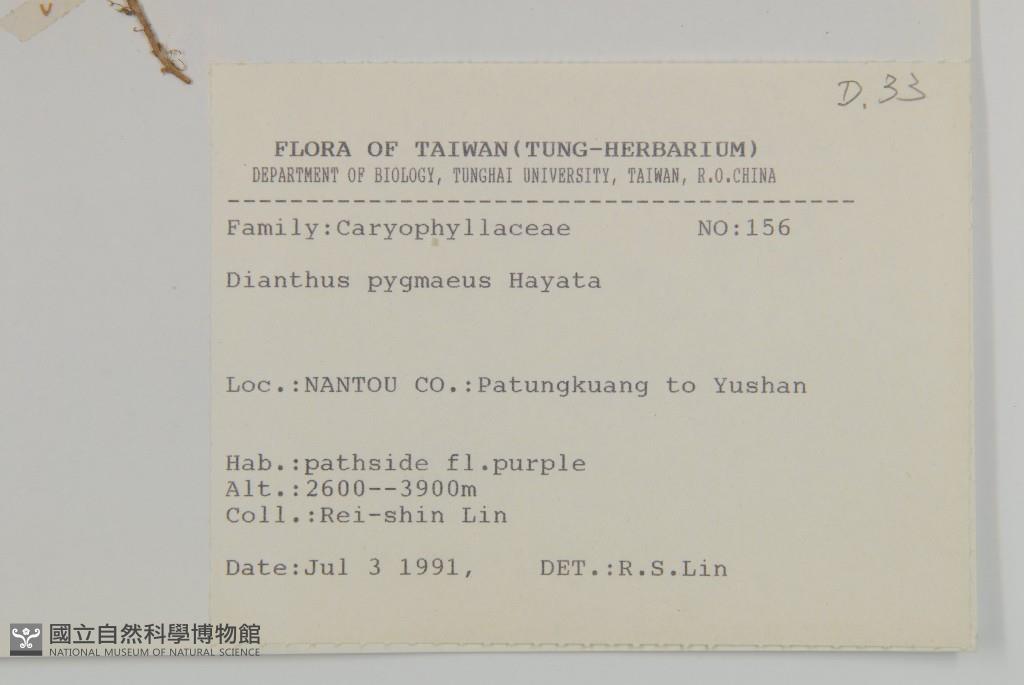 D.33
FLORA OF TAIWAN(TUNG-HERBARIUM)
DEPARTMENT OF BIOLOGY, TUNGHAI UNIVERSITY, TAIWAN, R.O.CHINA
Family:Caryophyllaceae NO:156
Dianthus pygmaeus Hayata
Loc.:NANTOU CO.:Patungkuang to Yushan
Hab.:pathside fl.purple
Alt.:2600--3900m
Coll.:Rei-shin Lin
Date:Jul 3 1991, DET.:R.S.Lin
國立自然科學博物館
NATIONAL MUSEUM OF NATURAL SCIENCE